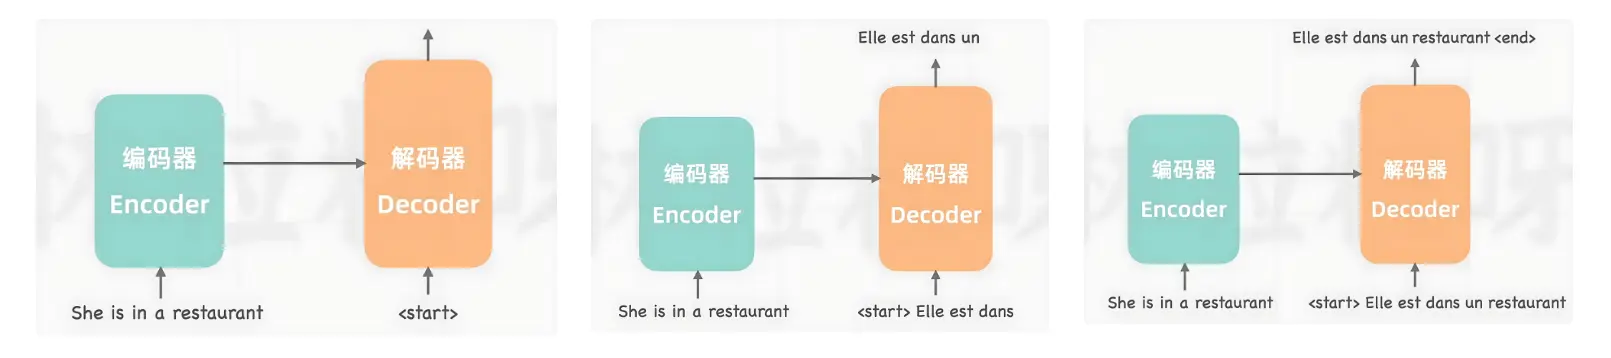 编码器
Encoder
解码器
Decoder
She is in a restaurant
<start>
Elle est dans un
编码器
Encoder
解码器
Decoder
She is in a restaurant
<start> Elle est dans
Elle est dans un restaurant <end>
编码器
Encoder
解码器
Decoder
She is in a restaurant
<start> Elle est dans un restaurant